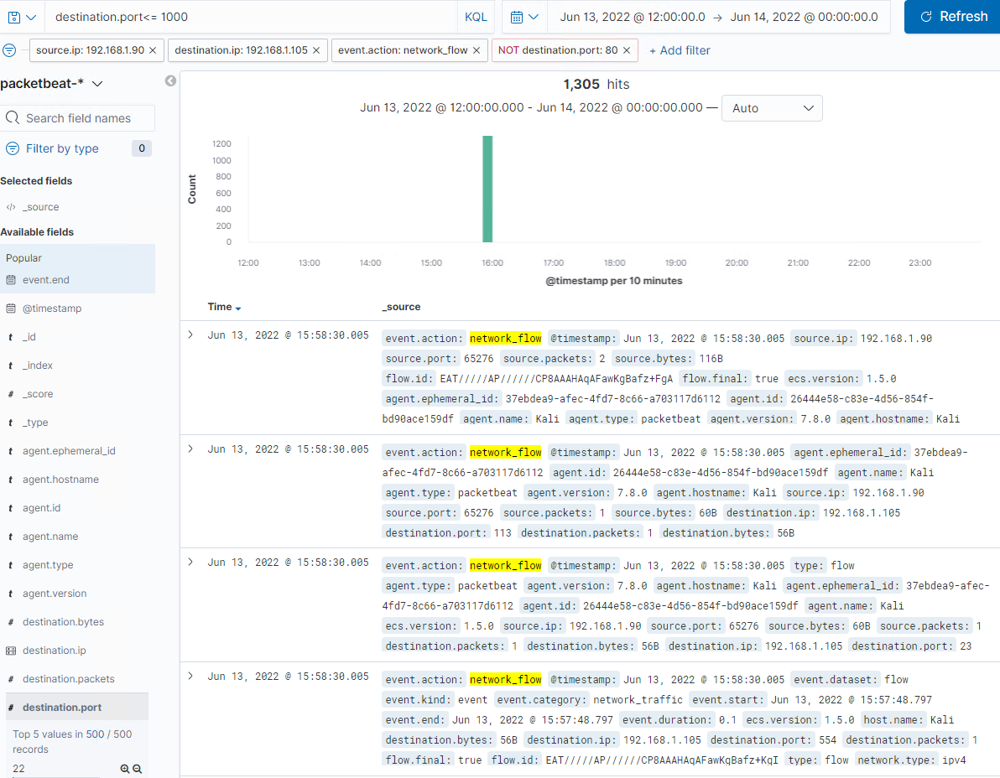 destination.port<= 1000 KQL Jun 13, 2022 @ 12:00:00.0 → Jun 14, 2022 @ 00:00:00.0 Refresh
source.ip: 192.168.1.90 × destination.ip: 192.168.1.105 × event.action: network_flow × NOT destination.port: 80 × + Add filter
packetbeat-*
Search field names
Filter by type 0
Selected fields
_source
Available fields
Popular
event.end
@timestamp
t _id
t _index
# _score
t _type
t agent.ephemeral_id
t agent.hostname
t agent.id
t agent.name
t agent.type
t agent.version
# destination.bytes
destination.ip
# destination.packets
# destination.port
Top 5 values in 500 / 500
records
22
1,305 hits
Jun 13, 2022 @ 12:00:00.000 - Jun 14, 2022 @ 00:00:00.000 — Auto
Count
1200
1000
800
600
400
200
0
12:00 13:00 14:00 15:00 16:00 17:00 18:00 19:00 20:00 21:00 22:00 23:00
@timestamp per 10 minutes
Time _source
Jun 13, 2022 @ 15:58:30.005 event.action: network_flow @timestamp: Jun 13, 2022 @ 15:58:30.005 source.ip: 192.168.1.90
source.port: 65276 source.packets: 2 source.bytes: 116B
flow.id: EAT/////AP//////CP8AAAHAqAFawKgBafz+FgA flow.final: true ecs.version: 1.5.0
agent.ephemeral_id: 37ebdea9-afec-4fd7-8c66-a703117d6112 agent.id: 26444e58-c83e-4d56-854f-
bd90ace159df agent.name: Kali agent.type: packetbeat agent.version: 7.8.0 agent.hostname: Kali
Jun 13, 2022 @ 15:58:30.005 event.action: network_flow @timestamp: Jun 13, 2022 @ 15:58:30.005 agent.ephemeral_id: 37ebdea9-
afec-4fd7-8c66-a703117d6112 agent.id: 26444e58-c83e-4d56-854f-bd90ace159df agent.name: Kali
agent.type: packetbeat agent.version: 7.8.0 agent.hostname: Kali source.ip: 192.168.1.90
source.port: 65276 source.packets: 1 source.bytes: 60B destination.ip: 192.168.1.105
destination.port: 113 destination.packets: 1 destination.bytes: 56B
Jun 13, 2022 @ 15:58:30.005 event.action: network_flow @timestamp: Jun 13, 2022 @ 15:58:30.005 type: flow
agent.type: packetbeat agent.version: 7.8.0 agent.hostname: Kali agent.ephemeral_id: 37ebdea9-afec-
4fd7-8c66-a703117d6112 agent.id: 26444e58-c83e-4d56-854f-bd90ace159df agent.name: Kali
ecs.version: 1.5.0 source.ip: 192.168.1.90 source.port: 65276 source.bytes: 60B source.packets: 1
destination.packets: 1 destination.bytes: 56B destination.ip: 192.168.1.105 destination.port: 23
Jun 13, 2022 @ 15:58:30.005 event.action: network_flow @timestamp: Jun 13, 2022 @ 15:58:30.005 event.dataset: flow
event.kind: event event.category: network_traffic event.start: Jun 13, 2022 @ 15:57:48.797
event.end: Jun 13, 2022 @ 15:57:48.797 event.duration: 0.1 ecs.version: 1.5.0 host.name: Kali
destination.bytes: 56B destination.ip: 192.168.1.105 destination.port: 554 destination.packets: 1
flow.final: true flow.id: EAT/////AP//////CP8AAAHAqAFawKgBafz+KgI type: flow network.type: ipv4